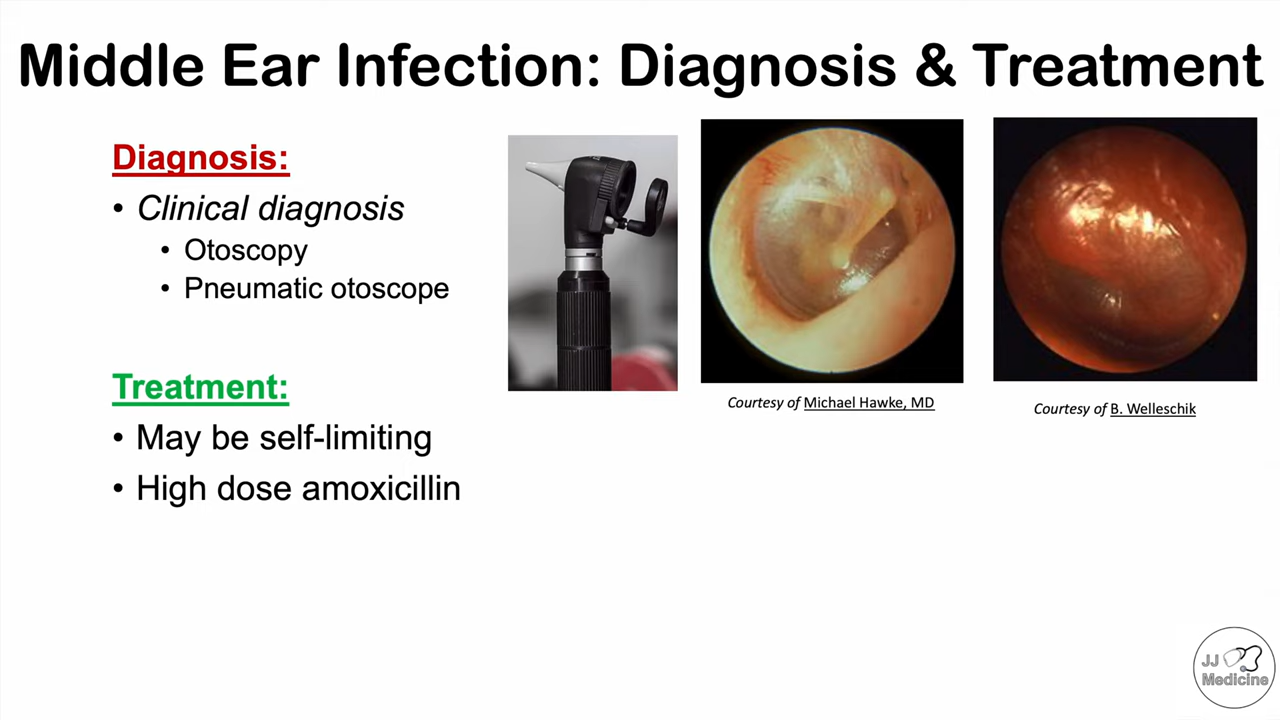 Middle Ear Infection: Diagnosis & Treatment
Diagnosis:
• Clinical diagnosis
• Otoscopy
• Pneumatic otoscope
Treatment:
• May be self-limiting
• High dose amoxicillin
Courtesy of Michael Hawke, MD
Courtesy of B. Welleschik
JJ
Medicine